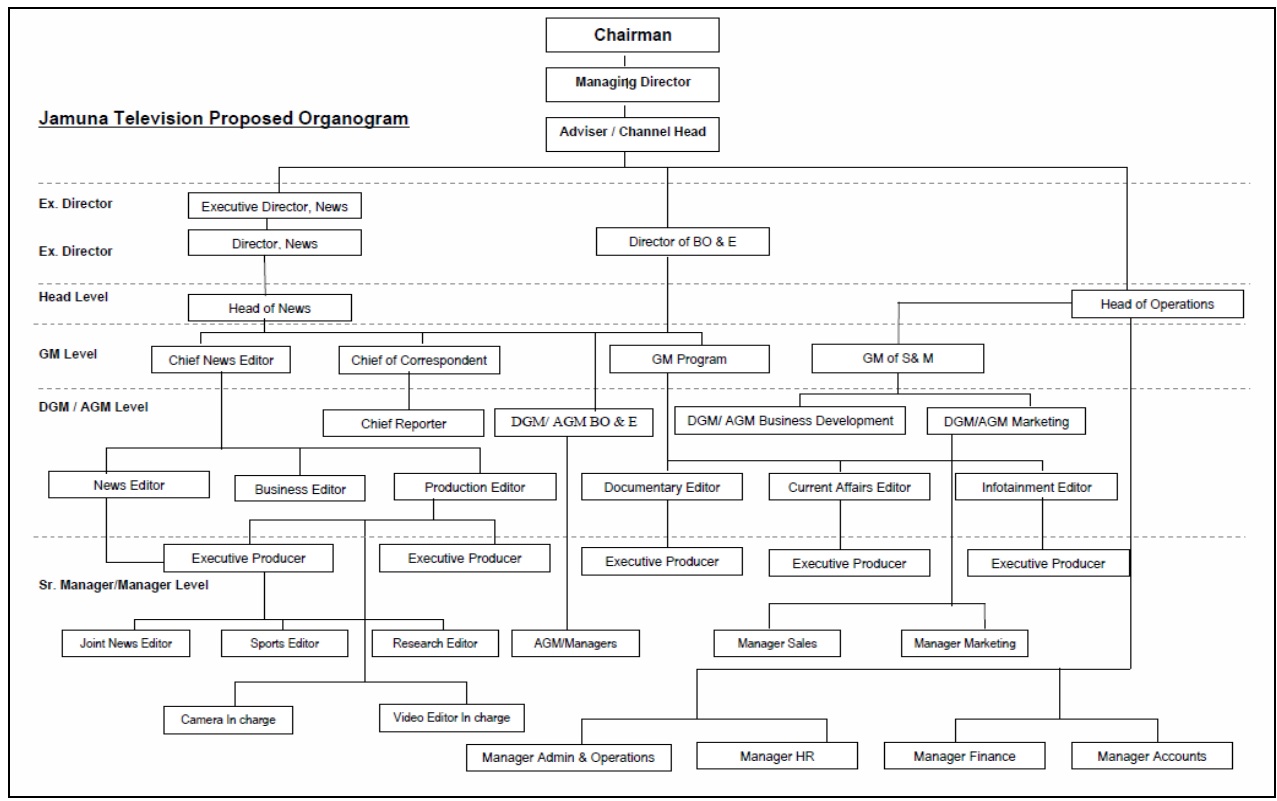 Chairman
Managing Director
Jamuna Television Proposed Organogram
Adviser / Channel Head
Ex. Director
Executive Director, News
Ex. Director
Director, News
Director of BO & E
Head Level
Head of News
Head of Operations
GM Level
Chief News Editor
Chief of Correspondent
GM Program
GM of S& M
DGM / AGM Level
Chief Reporter
DGM/ AGM BO & E
DGM/ AGM Business Development
DGM/AGM Marketing
News Editor
Business Editor
Production Editor
Documentary Editor
Current Affairs Editor
Infotainment Editor
Executive Producer
Executive Producer
Executive Producer
Executive Producer
Executive Producer
Sr. Manager/Manager Level
Joint News Editor
Sports Editor
Research Editor
AGM/Managers
Manager Sales
Manager Marketing
Camera In charge
Video Editor In charge
Manager Admin & Operations
Manager HR
Manager Finance
Manager Accounts